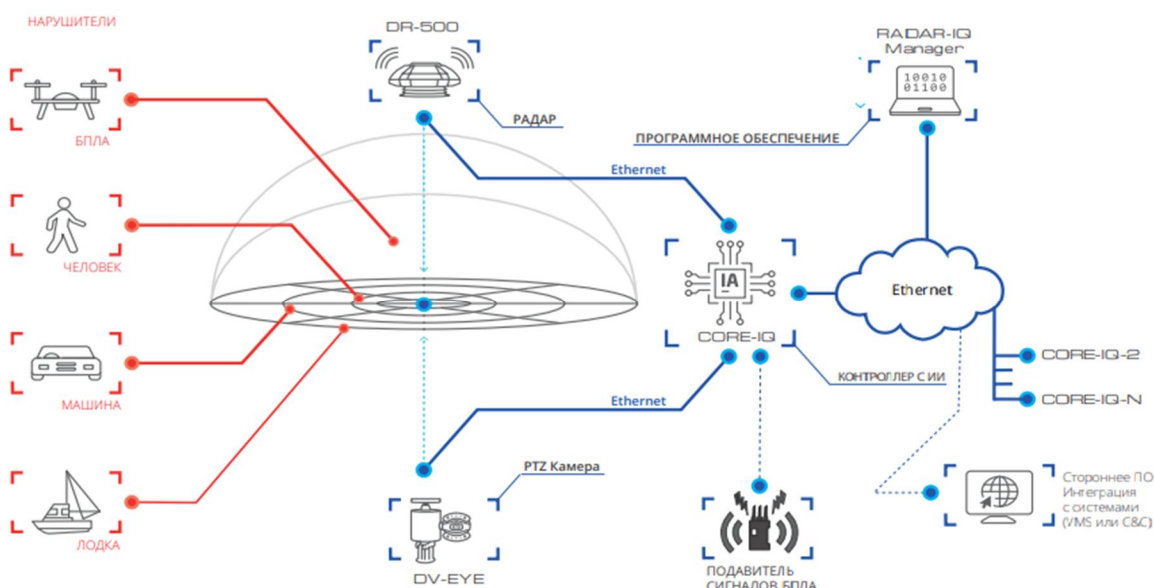 НАРУШИТЕЛИ
БПЛА
ЧЕЛОВЕК
МАШИНА
ЛОДКА
DR-500
РАДАР
Ethernet
RADAR-IQ
Manager
10010
01100
ПРОГРАММНОЕ ОБЕСПЕЧЕНИЕ
IA
CORE-IQ
КОНТРОЛЛЕР С ИИ
Ethernet
CORE-IQ-2
CORE-IQ-N
Ethernet
PTZ Камера
DV-EYE
ПОДАВИТЕЛЬ
СИГНАЛОВ БПЛА
Стороннее ПО
Интеграция
с системами
(VMS или C&C)